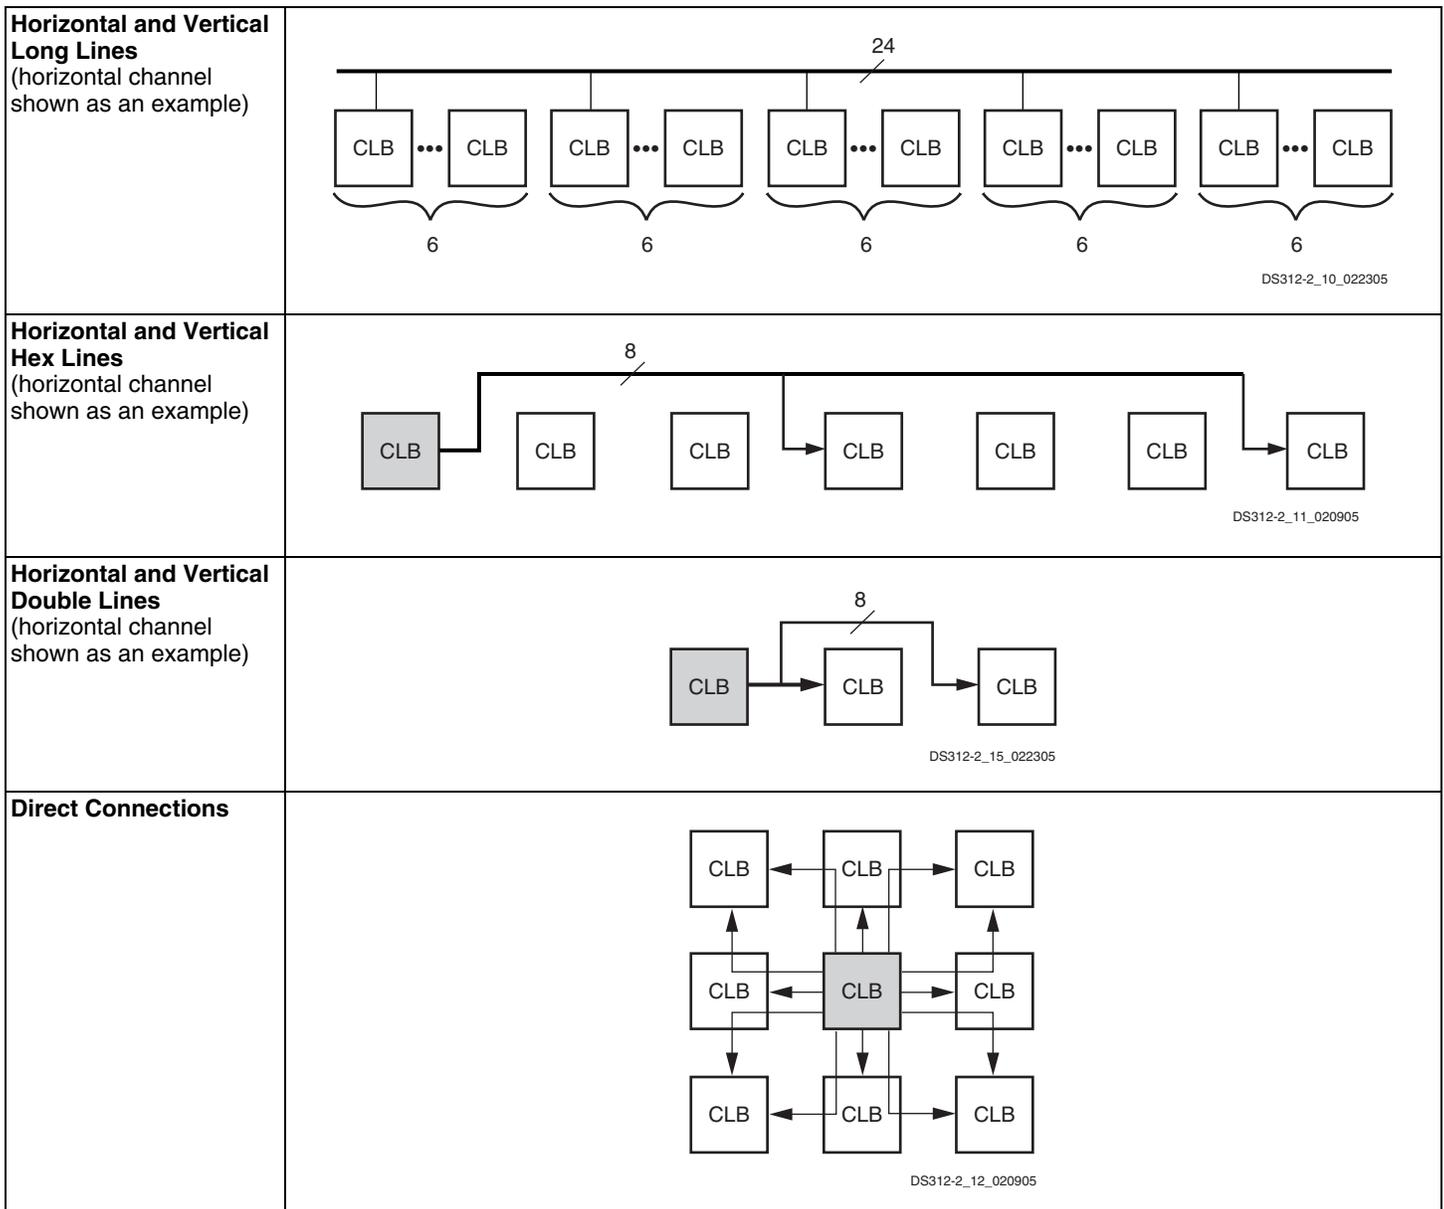 Horizontal and Vertical
Long Lines
(horizontal channel
shown as an example)
24
CLB ••• CLB CLB ••• CLB CLB ••• CLB CLB ••• CLB CLB ••• CLB
6 6 6 6 6
DS312-2_10_022305
Horizontal and Vertical
Hex Lines
(horizontal channel
shown as an example)
8
CLB CLB CLB CLB CLB CLB CLB
DS312-2_11_020905
Horizontal and Vertical
Double Lines
(horizontal channel
shown as an example)
8
CLB CLB CLB
DS312-2_15_022305
Direct Connections
CLB CLB CLB
CLB CLB CLB
CLB CLB CLB
DS312-2_12_020905